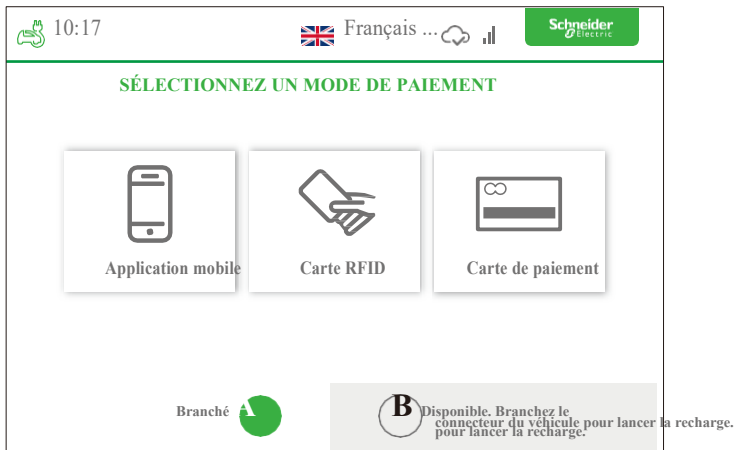 10:17
Français ...
Schneider
Electric
SÉLECTIONNEZ UN MODE DE PAIEMENT
Application mobile
Carte RFID
Carte de paiement
Branché
A
B
Disponible. Branchez le
connecteur du véhicule pour lancer la recharge.
pour lancer la recharge.